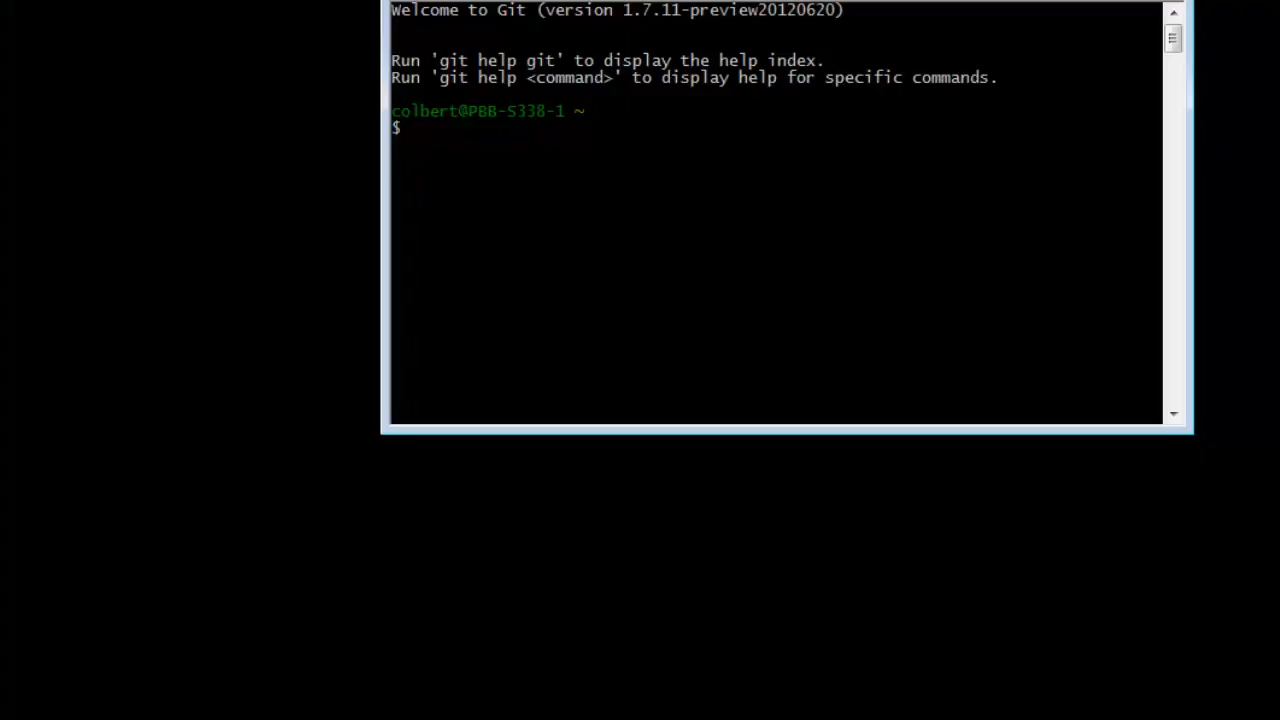 Welcome to Git (version 1.7.11-preview20120620)
Run 'git help git' to display the help index.
Run 'git help <command>' to display help for specific commands.
colbert@PBB-S338-1 ~
$